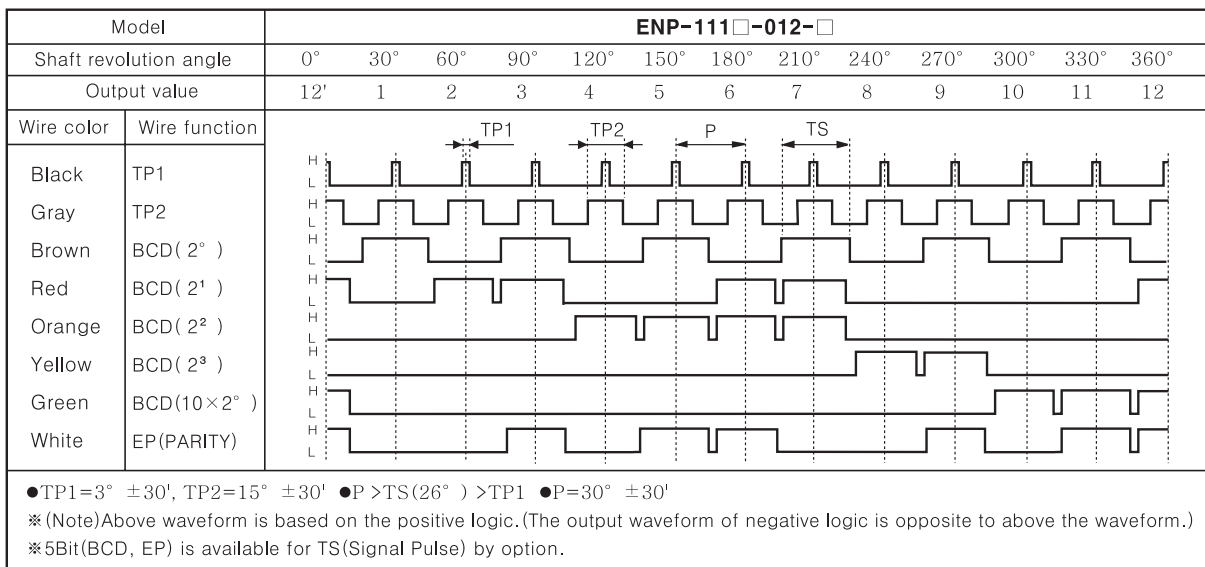 Model ENP-111□-012-□
Shaft revolution angle 0° 30° 60° 90° 120° 150° 180° 210° 240° 270° 300° 330° 360°
Output value 12' 1 2 3 4 5 6 7 8 9 10 11 12
Wire color Wire function TP1 TP2 P TS
Black TP1 H L
Gray TP2 H L
Brown BCD( 2° ) H L
Red BCD( 2¹ ) H L
Orange BCD( 2² ) H L
Yellow BCD( 2³ ) H L
Green BCD(10×2° ) H L
White EP(PARITY) H L
●TP1=3° ±30', TP2=15° ±30' ●P >TS(26° ) >TP1 ●P=30° ±30'
※(Note)Above waveform is based on the positive logic.(The output waveform of negative logic is opposite to above the waveform.)
※5Bit(BCD, EP) is available for TS(Signal Pulse) by option.